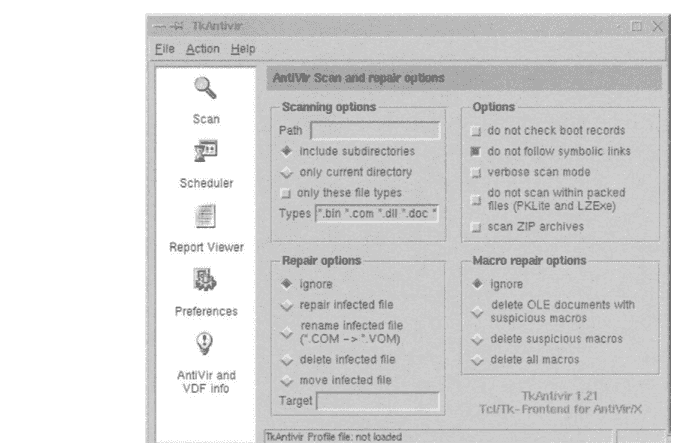 TkAntivir
File Action Help
Scan
Scheduler
Report Viewer
Preferences
AntiVir and
VDF info
AntiVir Scan and repair options
Scanning options
Path
include subdirectories
only current directory
only these file types
Types "*.bin *.com *.dll *.doc *
Options
do not check boot records
do not follow symbolic links
verbose scan mode
do not scan within packed
files (PKLite and LZExe)
scan ZIP archives
Repair options
ignore
repair infected file
rename infected file
(*.COM -> *.VOM)
delete infected file
move infected file
Target
Macro repair options
ignore
delete OLE documents with
suspicious macros
delete suspicious macros
delete all macros
TkAntivir 1.21
Tcl/Tk-Frontend for AntiVir/X
TkAntivir Profile file: not loaded